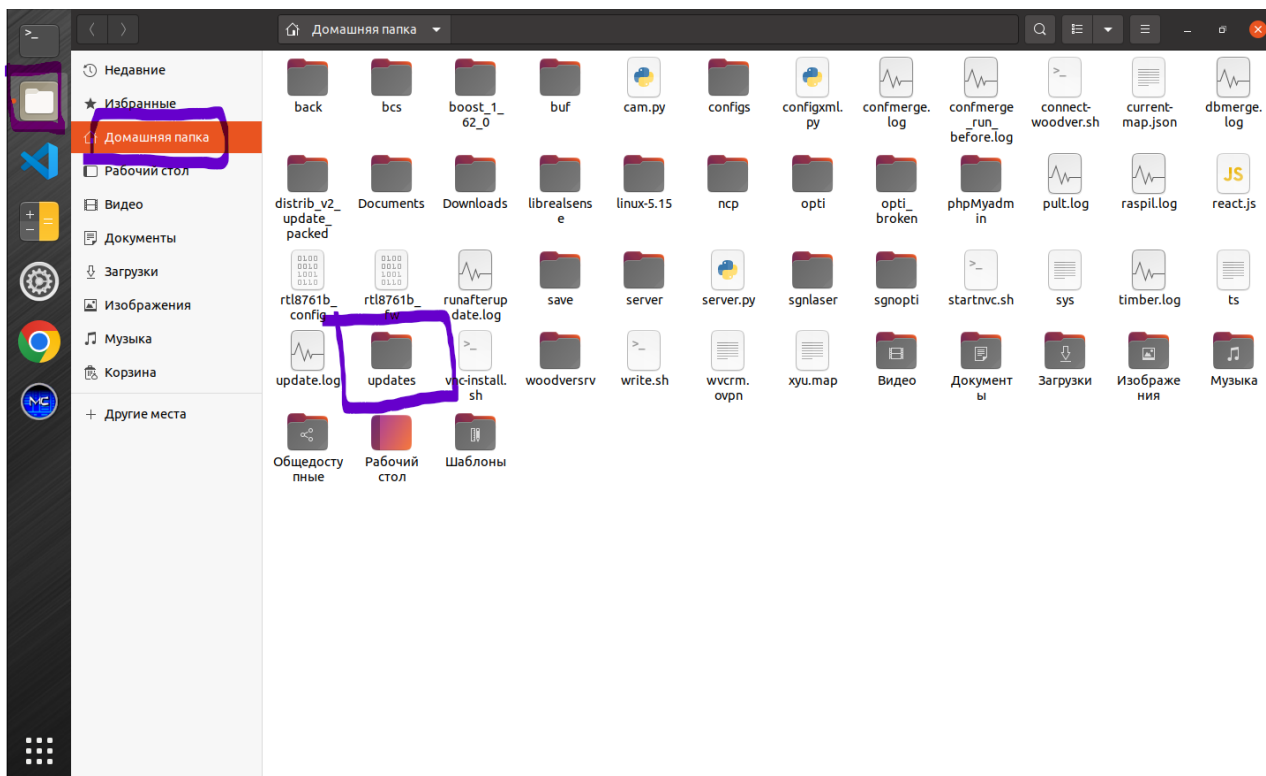 >_
Домашняя папка
Недавние
Избранные
Домашняя папка
Рабочий стол
Видео
Документы
Загрузки
Изображения
Музыка
Корзина
+ Другие места
back
bcs
boost_1_
62_0
buf
cam.py
configs
configxml.
py
confmerge.
log
confmerge
_run_
before.log
connect-
woodver.sh
current-
map.json
dbmerge.
log
distrib_v2_
update_
packed
Documents
Downloads
librealsens
e
linux-5.15
ncp
opti
opti_
broken
phpMyadm
in
pult.log
raspil.log
JS
react.js
rtl8761b_
config
rtl8761b_
fw
runafterup
date.log
save
server
server.py
sgnlaser
sgnopti
startnvc.sh
sys
timber.log
ts
update.log
updates
vnc-install.
sh
woodversrv
write.sh
wvcrm.
ovpn
xyu.map
Видео
Документ
ы
Загрузки
Изображе
ния
Музыка
Общедосту
пные
Рабочий
стол
Шаблоны